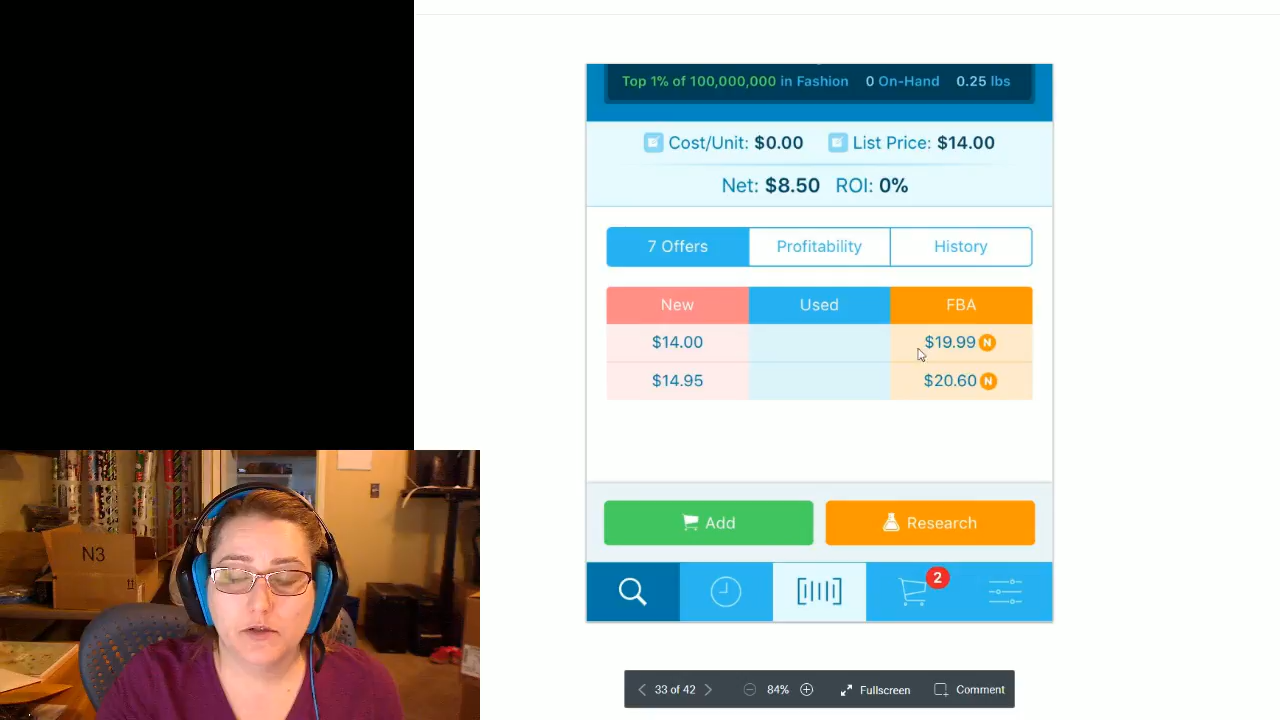 Top 1% of 100,000,000 in Fashion 0 On-Hand 0.25 lbs
Cost/Unit: $0.00 List Price: $14.00
Net: $8.50 ROI: 0%
7 Offers Profitability History
New Used FBA
$14.00 $19.99 N
$14.95 $20.60 N
Add Research
2
33 of 42 84% Fullscreen Comment
N3